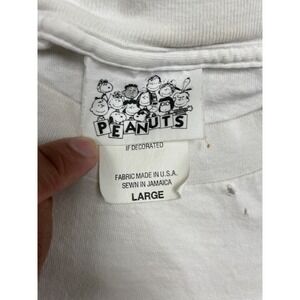 PEANUTS
IF DECORATED
FABRIC MADE IN U.S.A.
SEWN IN JAMAICA
LARGE